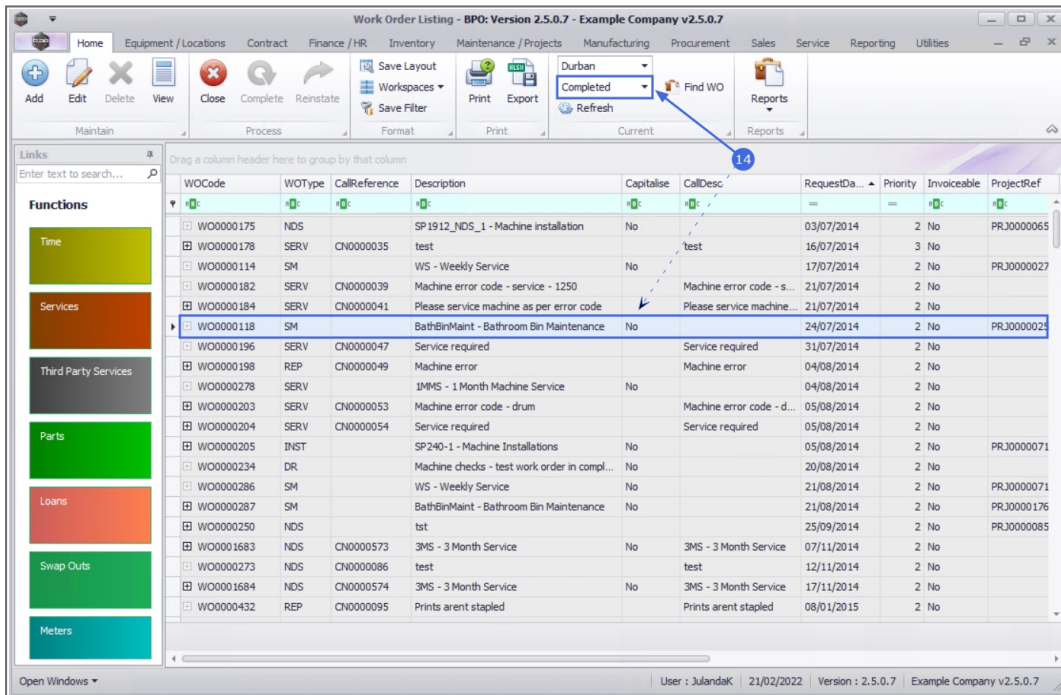 Work Order Listing - BPO: Version 2.5.0.7 - Example Company v2.5.0.7
Home Equipment / Locations Contract Finance / HR Inventory Maintenance / Projects Manufacturing Procurement Sales Service Reporting Utilities
Add Edit Delete View Close Complete Reinstate Save Layout Workspaces Save Filter Print Export Durban Completed Refresh Find WO Reports
Maintain Process Format Print Current Reports
14
Links
Enter text to search...
Functions
Time
Services
Third Party Services
Parts
Loans
Swap Outs
Meters
Drag a column header here to group by that column
WOCode WOType CallReference Description Capitalise CallDesc RequestDa... Priority Invoiceable ProjectRef
WO0000175 NDS SP1912_NDS_1 - Machine installation No 03/07/2014 2 No PRJ0000065
WO0000178 SERV CN0000035 test test 16/07/2014 3 No
WO0000114 SM WS - Weekly Service No 17/07/2014 2 No PRJ0000027
WO0000182 SERV CN0000039 Machine error code - service - 1250 Machine error code - s... 21/07/2014 2 No
WO0000184 SERV CN0000041 Please service machine as per error code Please service machine... 21/07/2014 2 No
WO0000118 SM BathBinMaint - Bathroom Bin Maintenance No 24/07/2014 2 No PRJ0000025
WO0000196 SERV CN0000047 Service required Service required 31/07/2014 2 No
WO0000198 REP CN0000049 Machine error Machine error 04/08/2014 2 No
WO0000278 SERV 1MMS - 1 Month Machine Service No 04/08/2014 2 No
WO0000203 SERV CN0000053 Machine error code - drum Machine error code - d... 05/08/2014 2 No
WO0000204 SERV CN0000054 Service required Service required 05/08/2014 2 No
WO0000205 INST SP240-1 - Machine Installations No 05/08/2014 2 No PRJ0000071
WO0000234 DR Machine checks - test work order in compl... No 20/08/2014 2 No
WO0000286 SM WS - Weekly Service No 21/08/2014 2 No PRJ0000071
WO0000287 SM BathBinMaint - Bathroom Bin Maintenance No 21/08/2014 2 No PRJ0000176
WO0000250 NDS tst 25/09/2014 2 No PRJ0000085
WO0001683 NDS CN0000573 3MS - 3 Month Service No 3MS - 3 Month Service 07/11/2014 2 No
WO0000273 NDS CN0000086 test test 12/11/2014 2 No
WO0001684 NDS CN0000574 3MS - 3 Month Service No 3MS - 3 Month Service 17/11/2014 2 No
WO0000432 REP CN0000095 Prints arent stapled Prints arent stapled 08/01/2015 2 No
Open Windows User : JulandaK 21/02/2022 Version : 2.5.0.7 Example Company v2.5.0.7